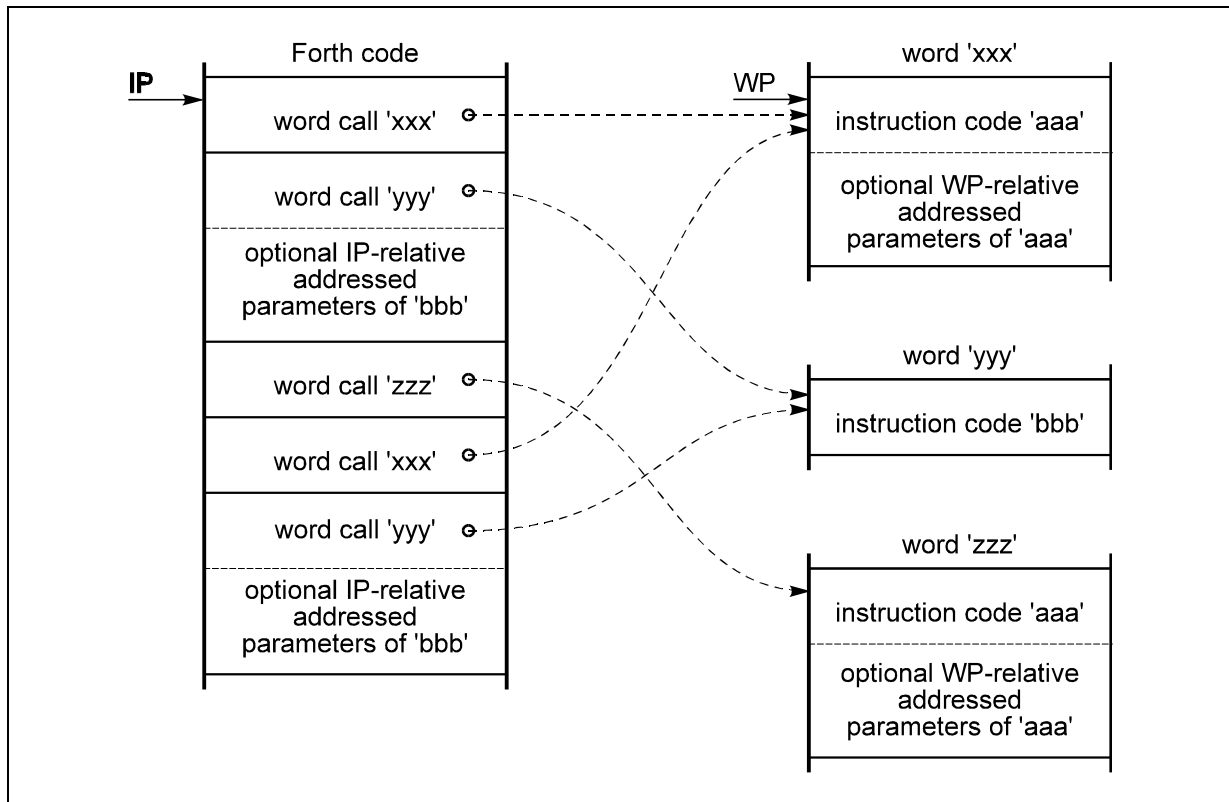 Forth code
IP
word call 'xxx'
word call 'yyy'
optional IP-relative
addressed
parameters of 'bbb'
word call 'zzz'
word call 'xxx'
word call 'yyy'
optional IP-relative
addressed
parameters of 'bbb'
word 'xxx'
WP
instruction code 'aaa'
optional WP-relative
addressed
parameters of 'aaa'
word 'yyy'
instruction code 'bbb'
word 'zzz'
instruction code 'aaa'
optional WP-relative
addressed
parameters of 'aaa'